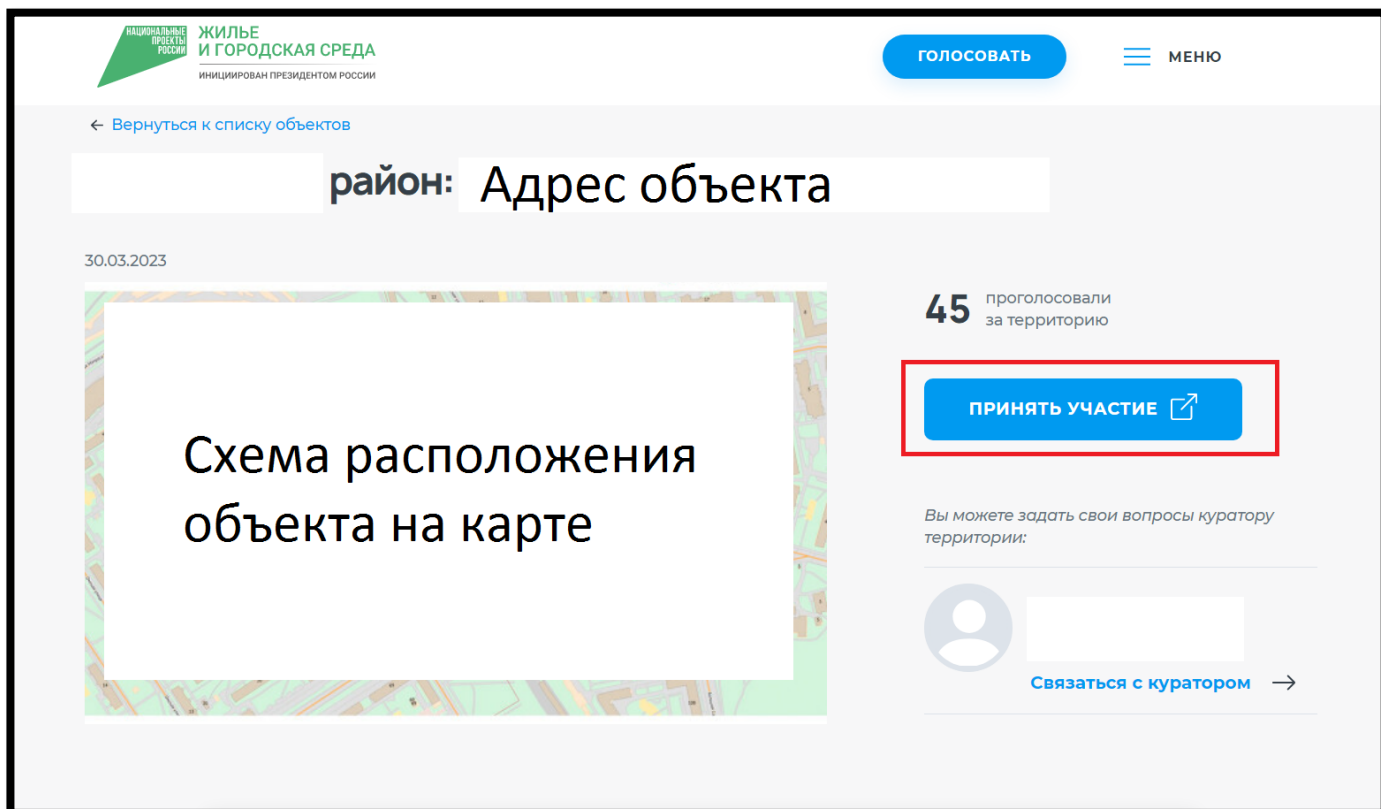 НАЦИОНАЛЬНЫЕ
ПРОЕКТЫ
РОССИИ
ЖИЛЬЕ
И ГОРОДСКАЯ СРЕДА
ИНИЦИИРОВАН ПРЕЗИДЕНТОМ РОССИИ
ГОЛОСОВАТЬ
МЕНЮ
← Вернуться к списку объектов
район: Адрес объекта
30.03.2023
45 проголосовали
за территорию
ПРИНЯТЬ УЧАСТИЕ
Схема расположения
объекта на карте
Вы можете задать свои вопросы куратору
территории:
Связаться с куратором →